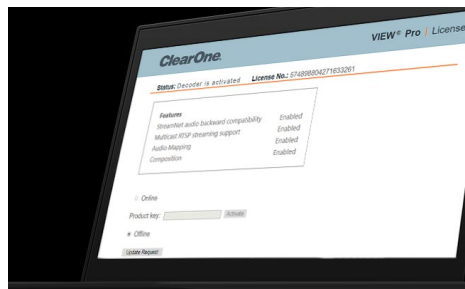 ClearOne.
VIEW® Pro | License
Status: Decoder is activated License No.: 574898804271633261
Features
StreamNet audio backward compatibility Enabled
Multicast RTSP streaming support Enabled
Audio Mapping Enabled
Composition Enabled
Online
Product key: Activate
Offline
Update Request